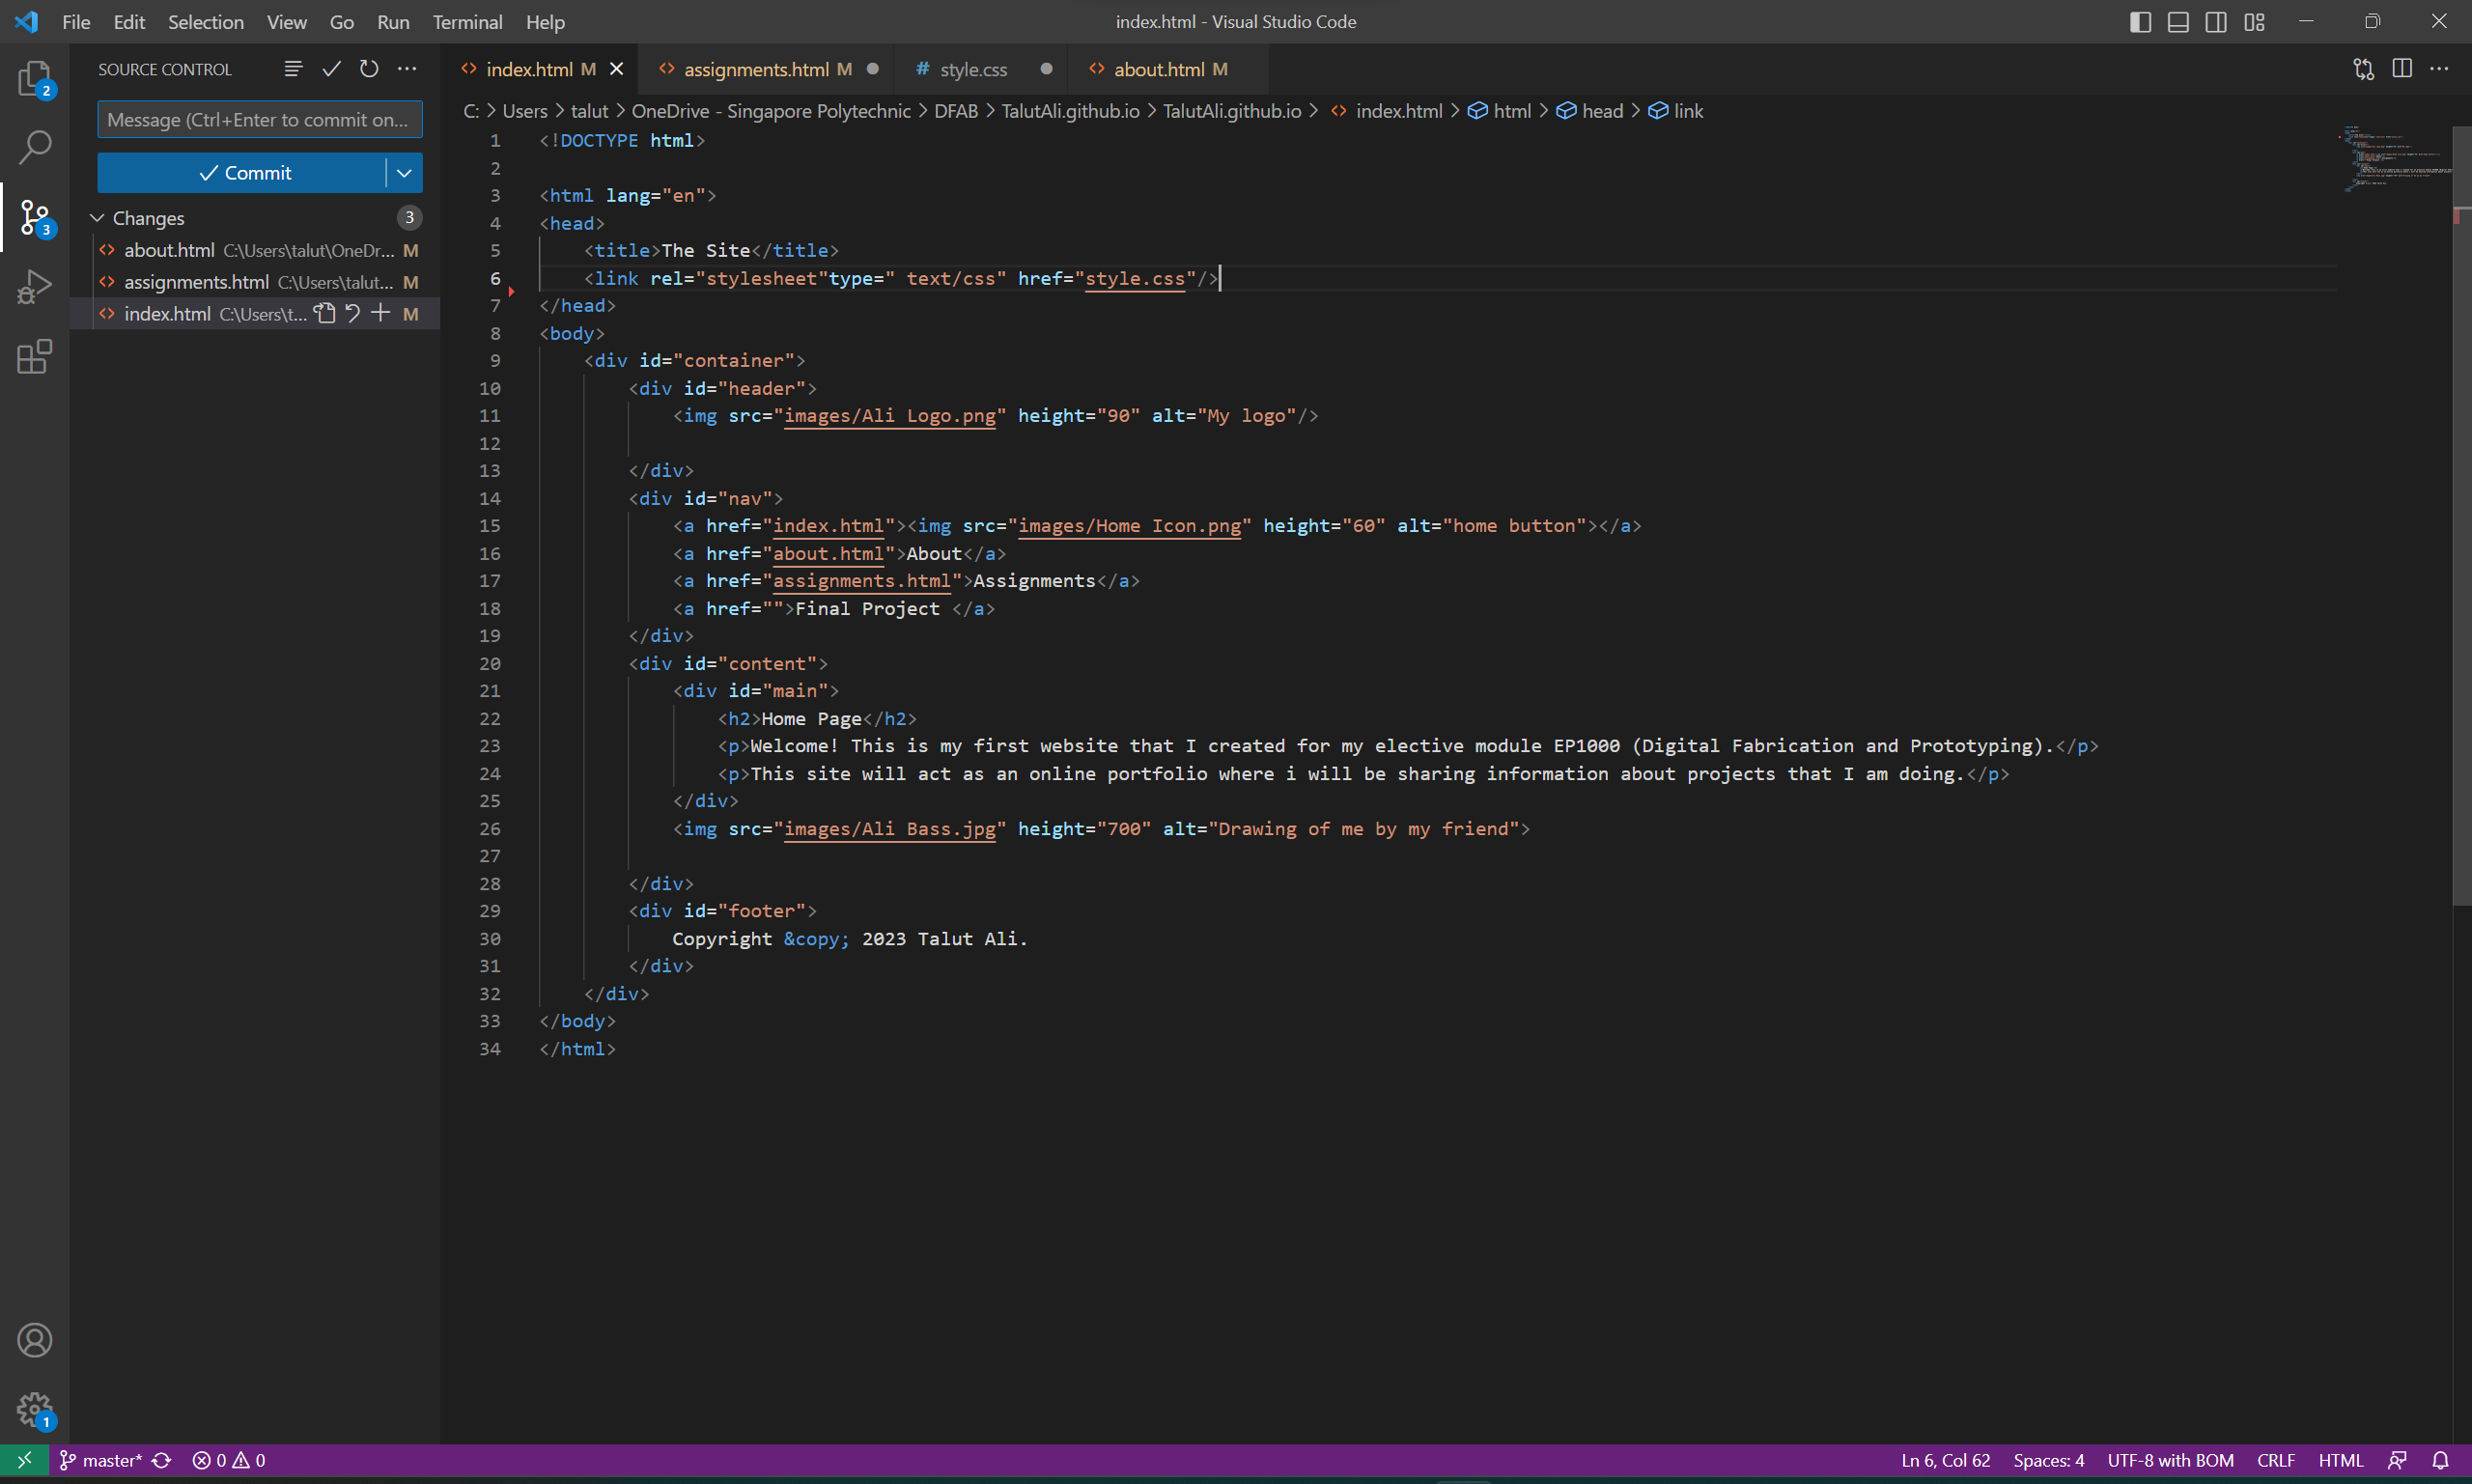 File Edit Selection View Go Run Terminal Help
index.html - Visual Studio Code
2
3
1
SOURCE CONTROL
Message (Ctrl+Enter to commit on...
Commit
Changes 3
about.html C:\Users\talut\OneDr... M
assignments.html C:\Users\talut... M
index.html C:\Users\t... M
index.html M
assignments.html M
# style.css
about.html M
C: > Users > talut > OneDrive - Singapore Polytechnic > DFAB > TalutAli.github.io > TalutAli.github.io > index.html > html > head > link
1 <!DOCTYPE html>
2
3 <html lang="en">
4 <head>
5 <title>The Site</title>
6 <link rel="stylesheet"type=" text/css" href="style.css"/>
7 </head>
8 <body>
9 <div id="container">
10 <div id="header">
11 <img src="images/Ali Logo.png" height="90" alt="My logo"/>
12
13 </div>
14 <div id="nav">
15 <a href="index.html"><img src="images/Home Icon.png" height="60" alt="home button"></a>
16 <a href="about.html">About</a>
17 <a href="assignments.html">Assignments</a>
18 <a href="">Final Project </a>
19 </div>
20 <div id="content">
21 <div id="main">
22 <h2>Home Page</h2>
23 <p>Welcome! This is my first website that I created for my elective module EP1000 (Digital Fabrication and Prototyping).</p>
24 <p>This site will act as an online portfolio where i will be sharing information about projects that I am doing.</p>
25 </div>
26 <img src="images/Ali Bass.jpg" height="700" alt="Drawing of me by my friend">
27
28 </div>
29 <div id="footer">
30 Copyright &copy; 2023 Talut Ali.
31 </div>
32 </div>
33 </body>
34 </html>
master* 0 0
Ln 6, Col 62 Spaces: 4 UTF-8 with BOM CRLF HTML